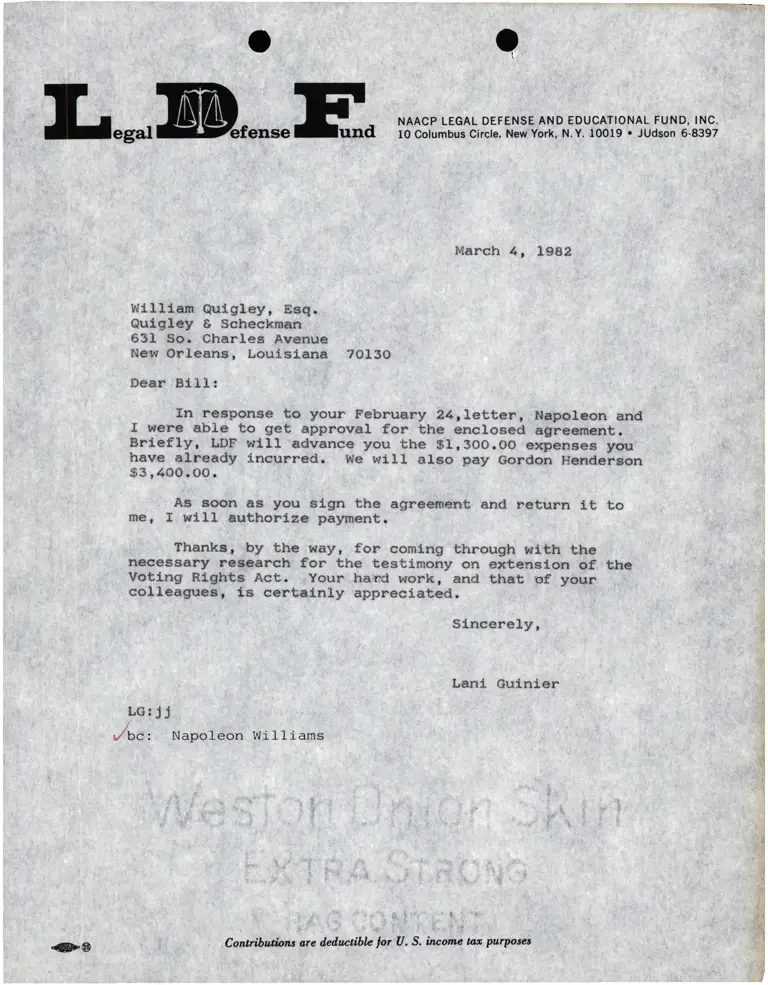 Legal Defense Fund
NAACP LEGAL DEFENSE AND EDUCATIONAL FUND, INC.
10 Columbus Circle, New York, N.Y. 10019 • JUdson 6-8397
March 4, 1982
William Quigley, Esq.
Quigley & Scheckman
631 So. Charles Avenue
New Orleans, Louisiana 70130
Dear Bill:
In response to your February 24,letter, Napoleon and
I were able to get approval for the enclosed agreement.
Briefly, LDF will advance you the $1,300.00 expenses you
have already incurred. We will also pay Gordon Henderson
$3,400.00.
As soon as you sign the agreement and return it to
me, I will authorize payment.
Thanks, by the way, for coming through with the
necessary research for the testimony on extension of the
Voting Rights Act. Your hard work, and that of your
colleagues, is certainly appreciated.
Sincerely,
Lani Guinier
LG:jj
bc: Napoleon Williams
Weston Onion Skin
EXTRA STRONG
RAG CONTENT
Contributions are deductible for U. S. income tax purposes